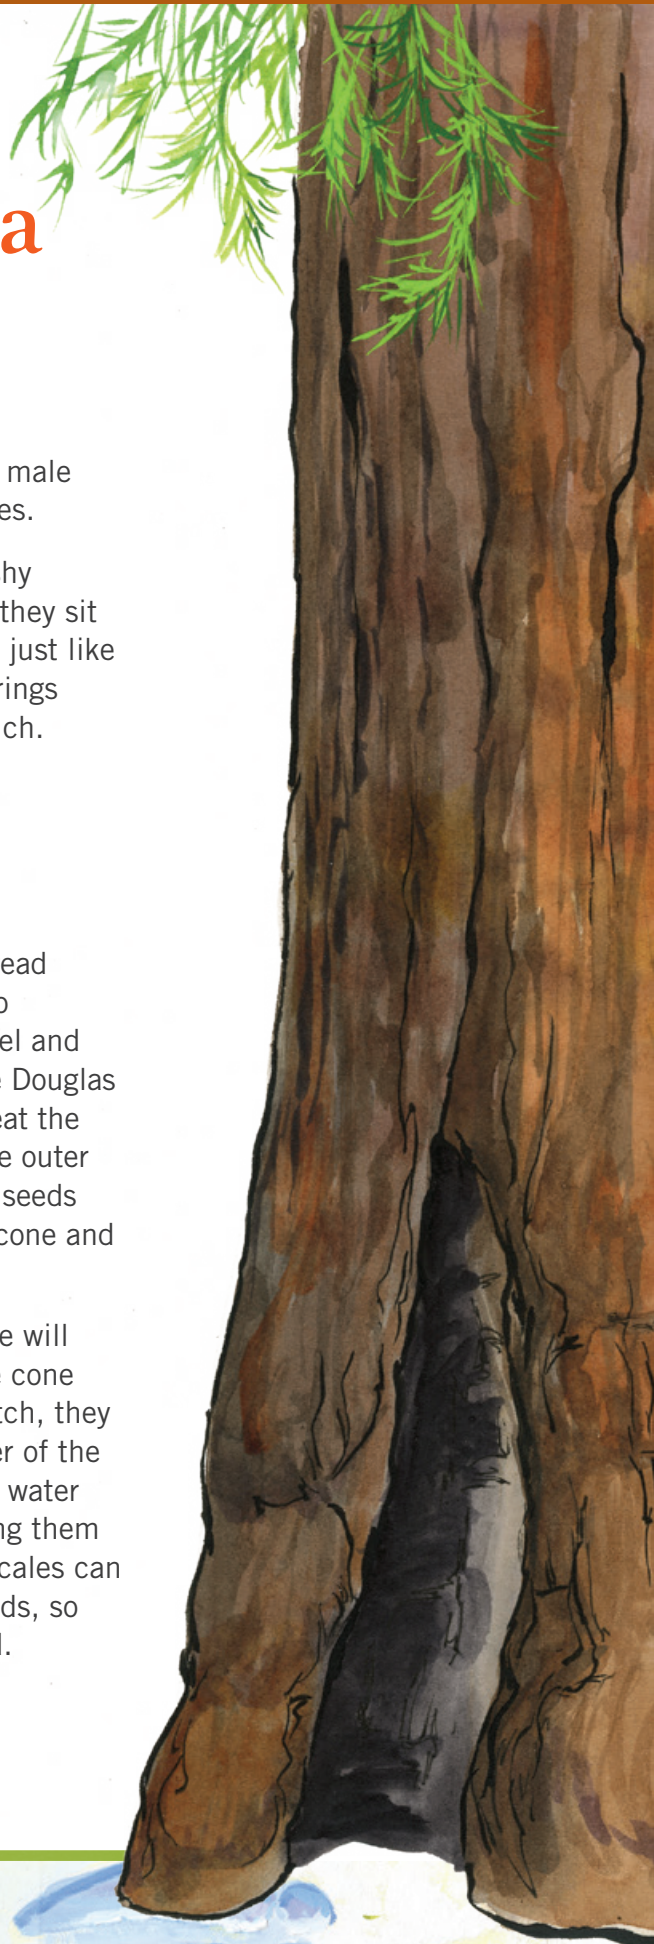 a
male
es.
hy
they sit
just like
rings
ch.
ead
o
el and
e Douglas
eat the
e outer
seeds
cone and
e will
e cone
tch, they
er of the
water
ng them
cales can
ds, so
l.